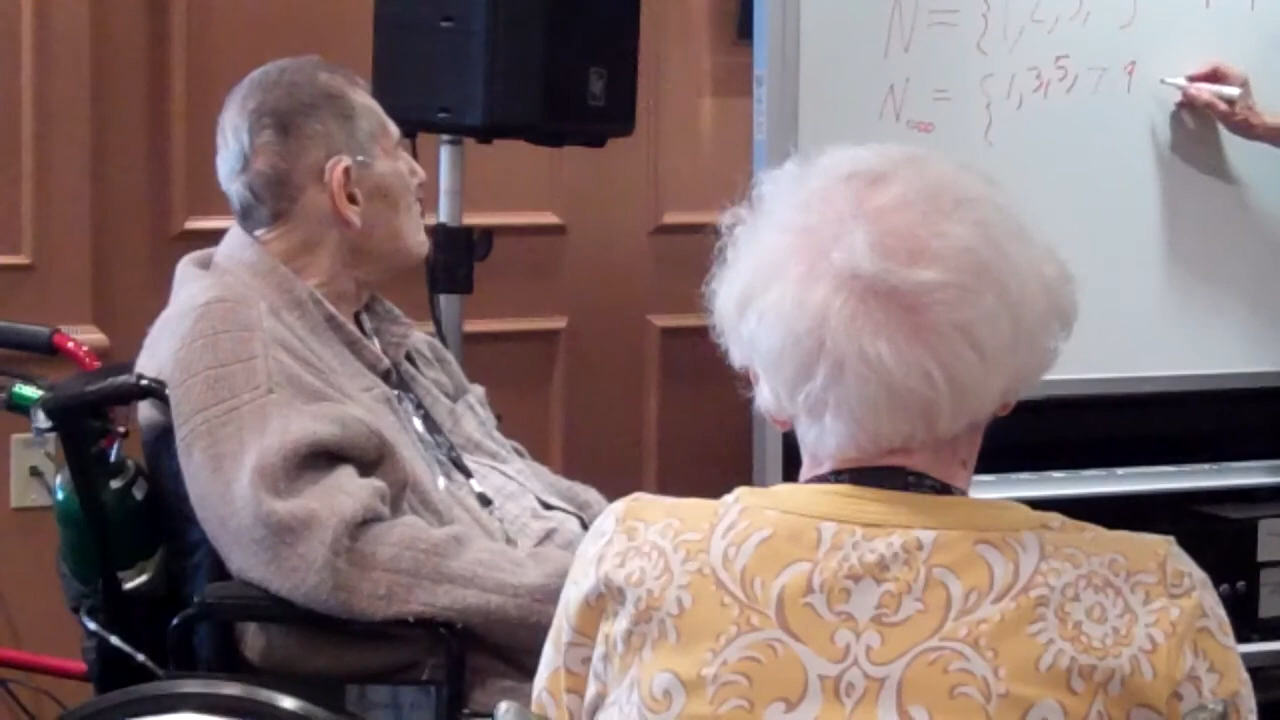 N = {1, 2, 3,
N = { 1, 3, 5, 7 9